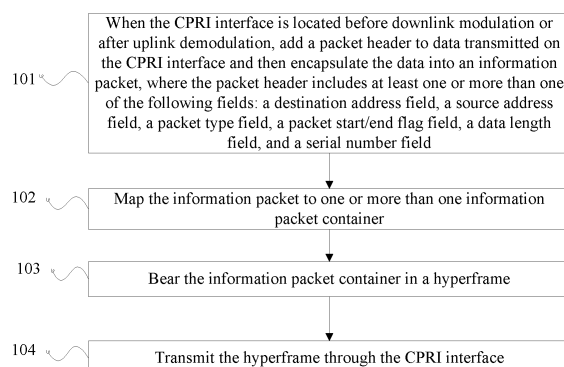 When the CPRI interface is located before downlink modulation or
after uplink demodulation, add a packet header to data transmitted on
the CPRI interface and then encapsulate the data into an information
101
packet, where the packet header includes at least one or more than one
of the following fields: a destination address field, a source address
field, a packet type field, a packet start/end flag field, a data length
field, and a serial number field
102
Map the information packet to one or more than one information
packet container
103
Bear the information packet container in a hyperframe
104
Transmit the hyperframe through the CPRI interface